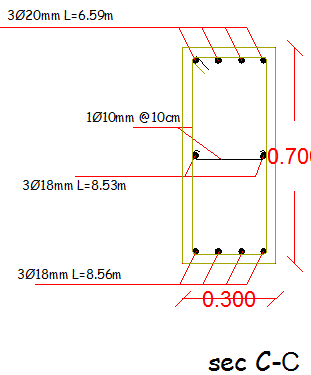 3Ø20mm L=6.59m
1Ø10mm @10cm
0.700
3Ø18mm L=8.53m
3Ø18mm L=8.56m
0.300
sec C-C